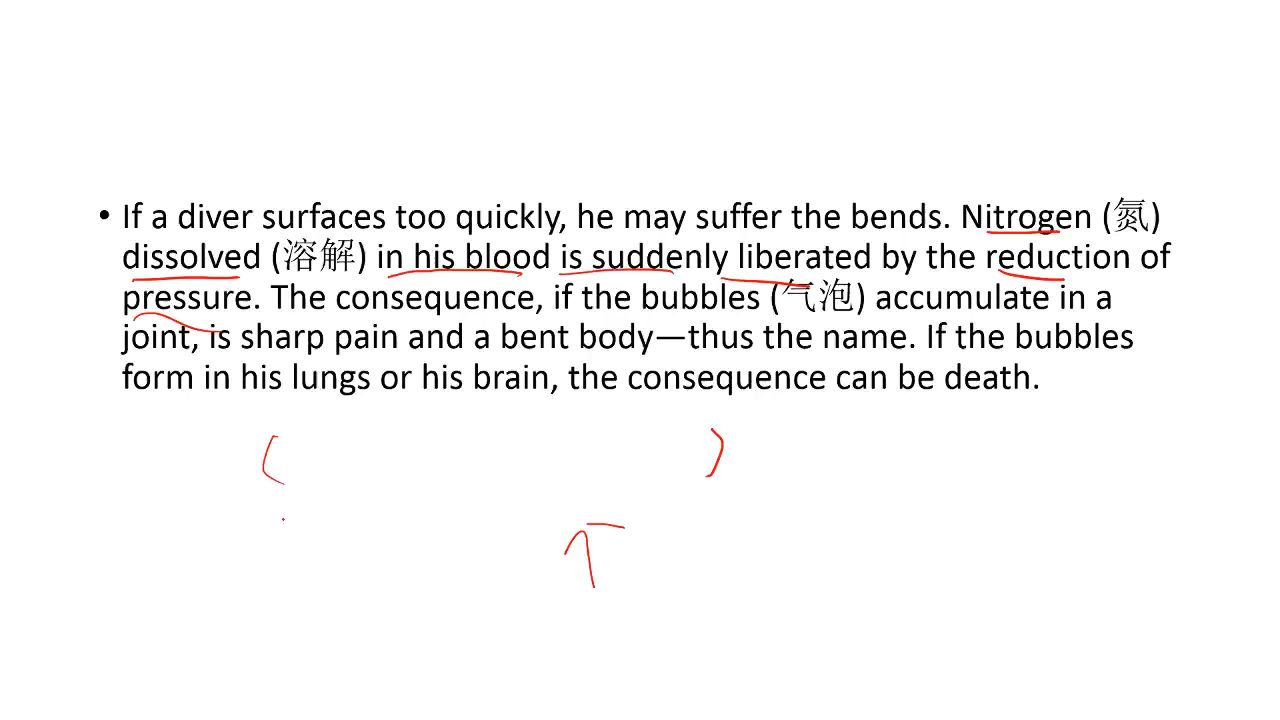 • If a diver surfaces too quickly, he may suffer the bends. Nitrogen (氮)
dissolved (溶解) in his blood is suddenly liberated by the reduction of
pressure. The consequence, if the bubbles (气泡) accumulate in a
joint, is sharp pain and a bent body—thus the name. If the bubbles
form in his lungs or his brain, the consequence can be death.
( )